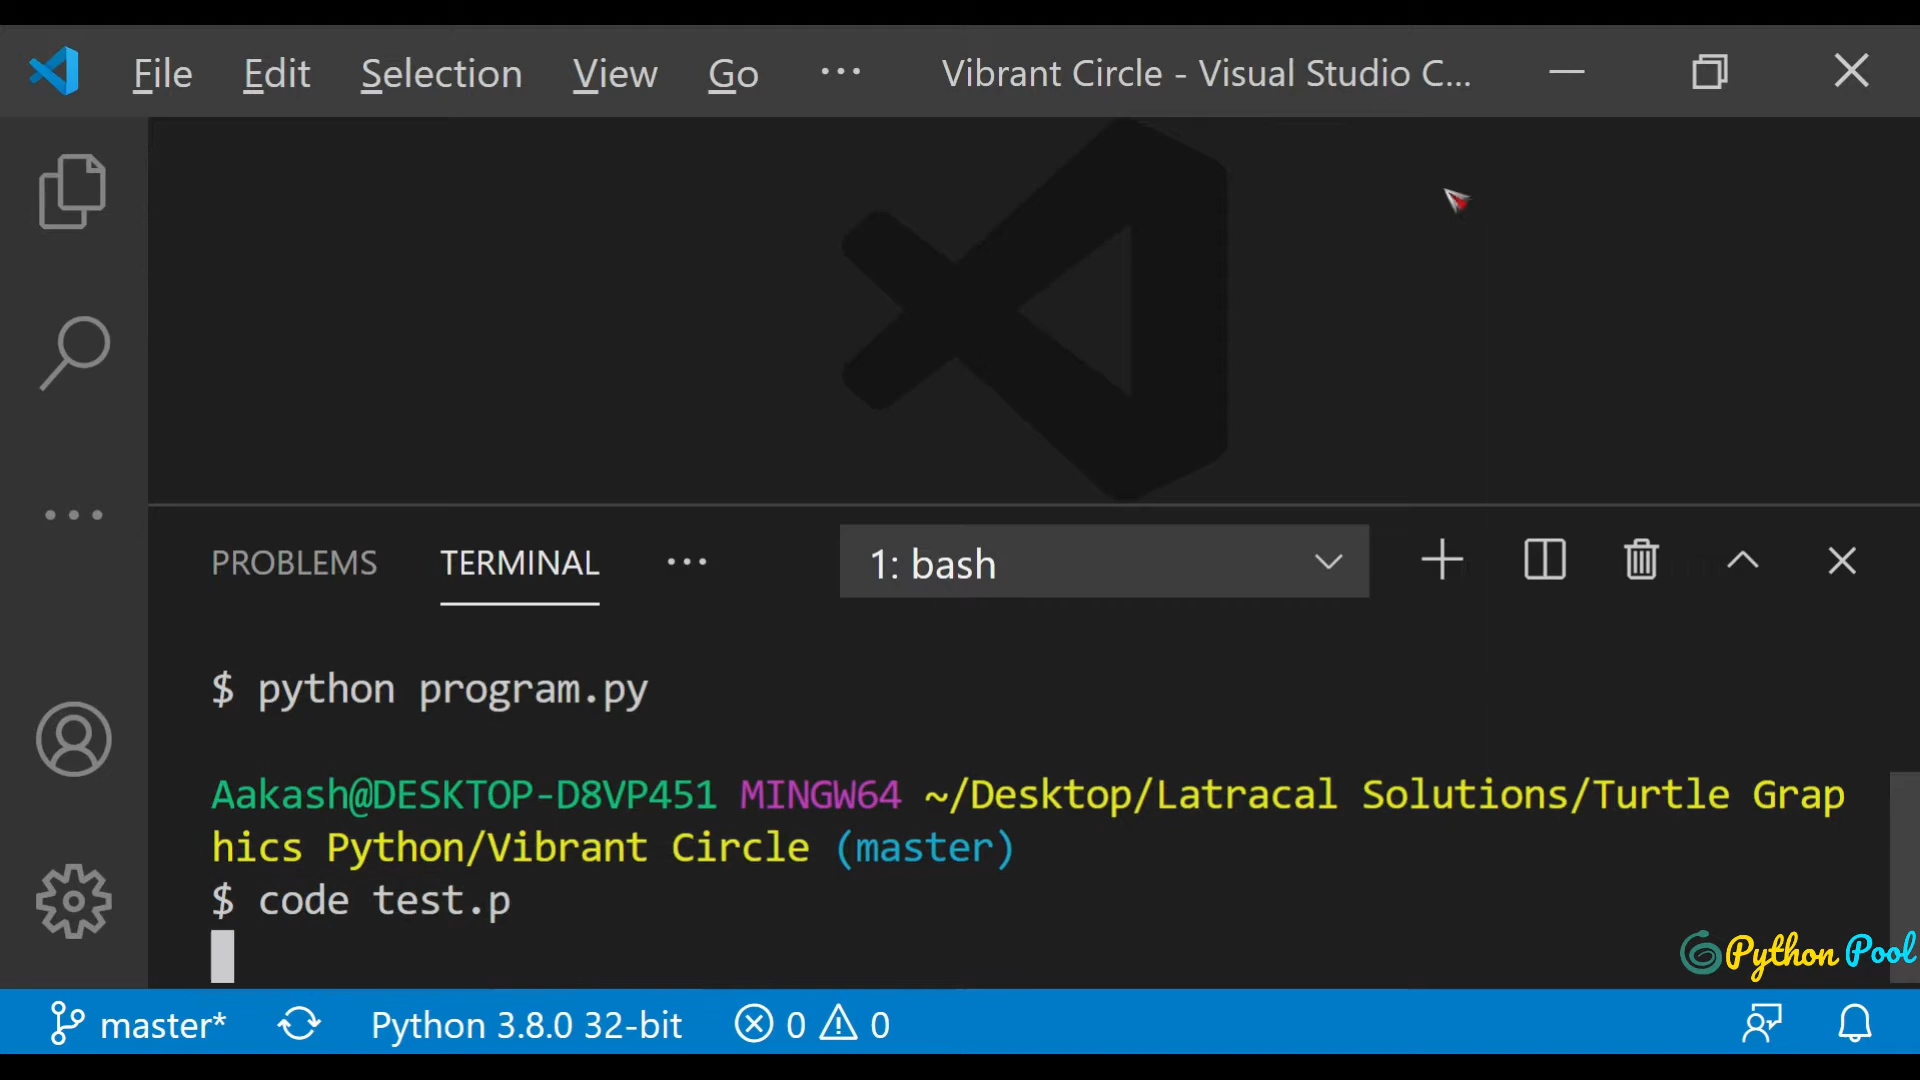 File Edit Selection View Go ... Vibrant Circle - Visual Studio C...
PROBLEMS TERMINAL ... 1: bash
$ python program.py
Aakash@DESKTOP-D8VP451 MINGW64 ~/Desktop/Latracal Solutions/Turtle Grap
hics Python/Vibrant Circle (master)
$ code test.p
Python Pool
master* Python 3.8.0 32-bit 0 0